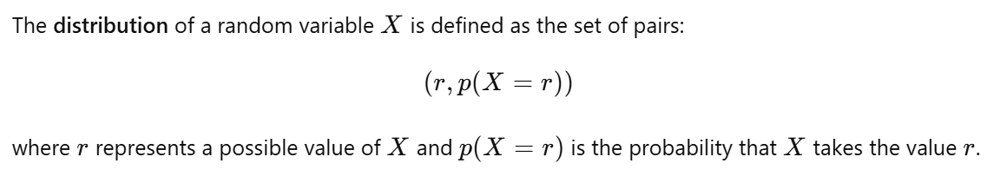 The distribution of a random variable X is defined as the set of pairs:
(r, p(X = r))
where r represents a possible value of X and p(X = r) is the probability that X takes the value r.